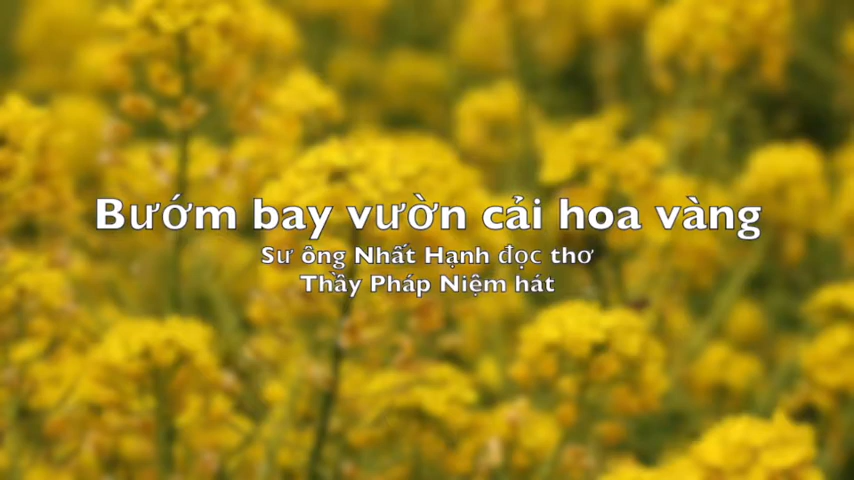 Bướm bay vườn cải hoa vàng
Sư ông Nhất Hạnh đọc thơ
Thầy Pháp Niệm hát